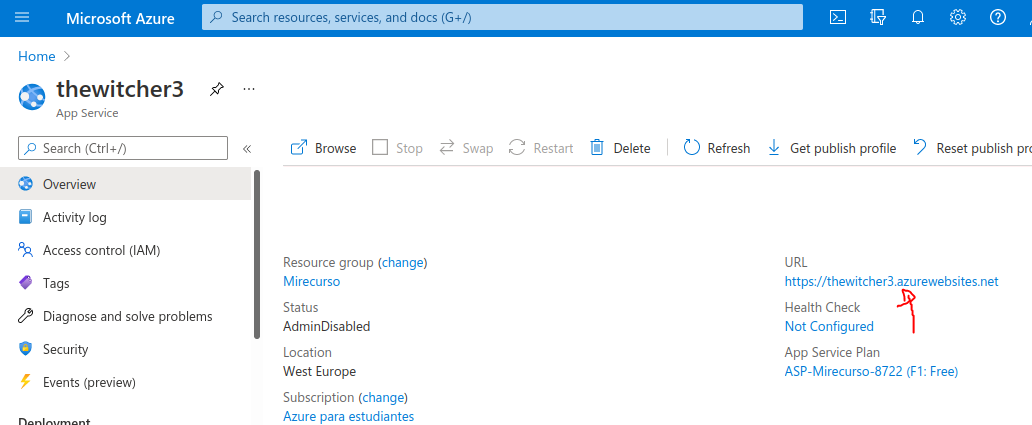 Microsoft Azure
Search resources, services, and docs (G+/)
Home
thewitcher3
App Service
Search (Ctrl+/)
«
Browse
Stop
Swap
Restart
Delete
Refresh
Get publish profile
Reset publish pro
Overview
Activity log
Access control (IAM)
Tags
Diagnose and solve problems
Security
Events (preview)
Deployment
Resource group (change)
Mirecurso
Status
AdminDisabled
Location
West Europe
Subscription (change)
Azure para estudiantes
URL
https://thewitcher3.azurewebsites.net
Health Check
Not Configured
App Service Plan
ASP-Mirecurso-8722 (F1: Free)